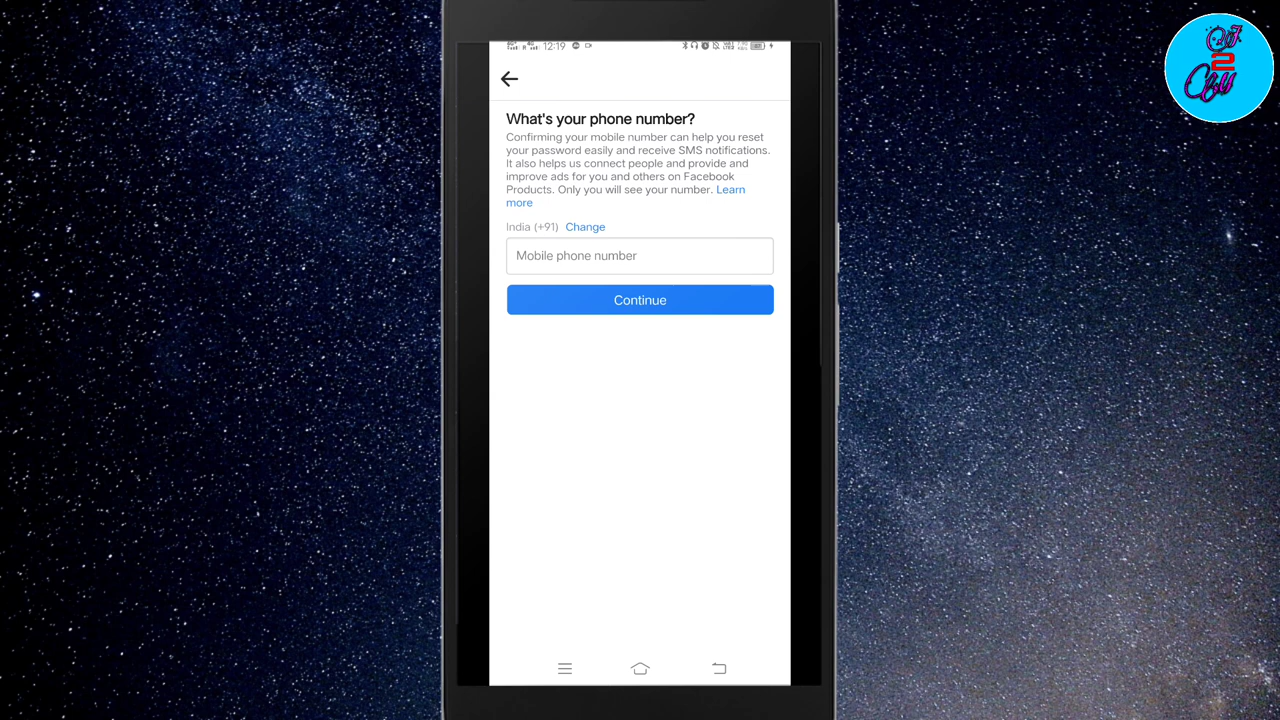 12:19
What's your phone number?
Confirming your mobile number can help you reset
your password easily and receive SMS notifications.
It also helps us connect people and provide and
improve ads for you and others on Facebook
Products. Only you will see your number. Learn
more
India (+91) Change
Mobile phone number
Continue